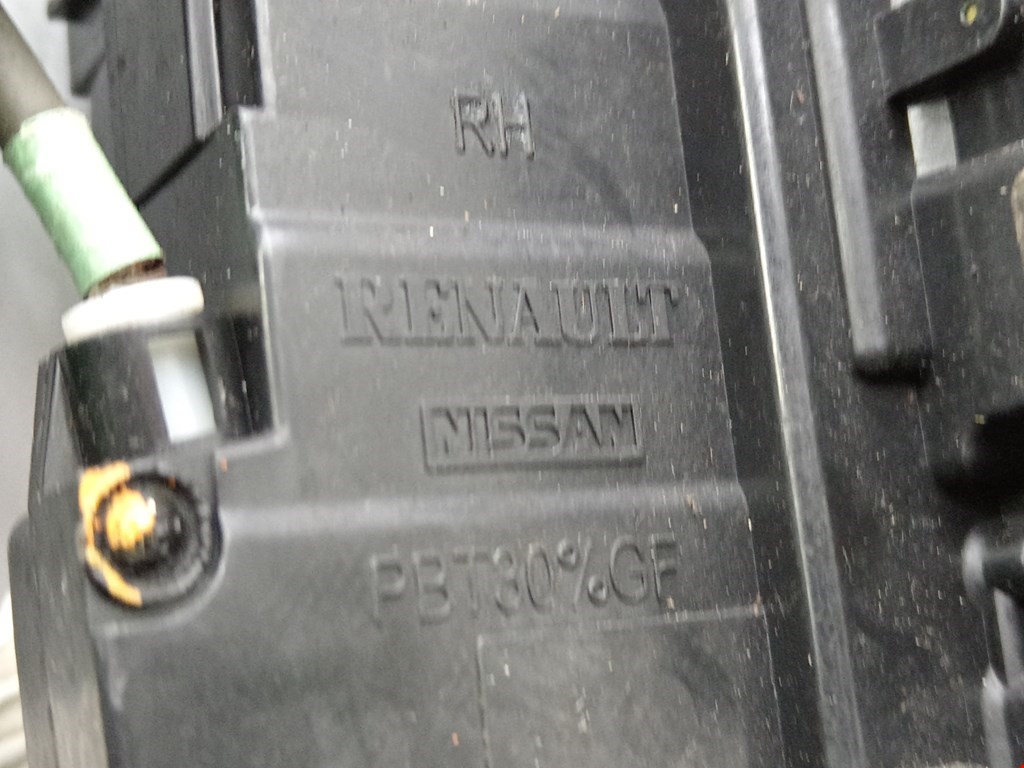 RH
RENAULT
NISSAN
PBT30%GF